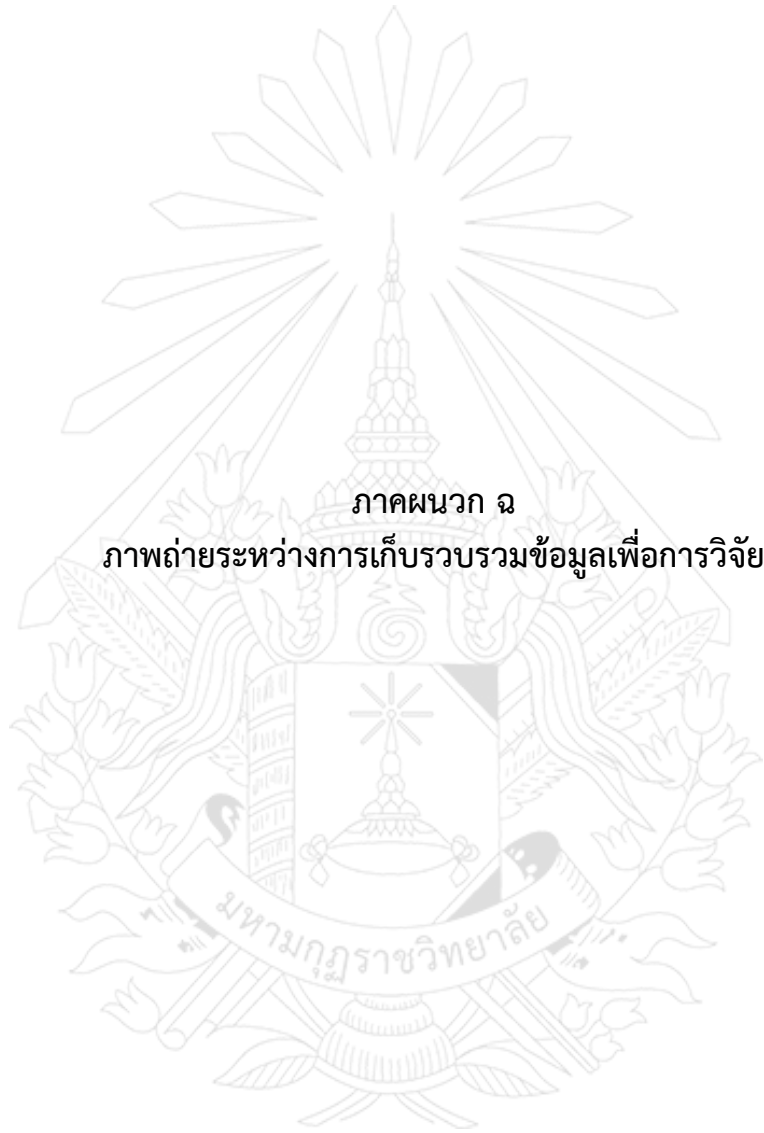 ภาคผนวก ฉ
ภาพถ่ายระหว่างการเก็บรวบรวมข้อมูลเพื่อการวิจัย
มหามกุฏราชวิทยาลัย